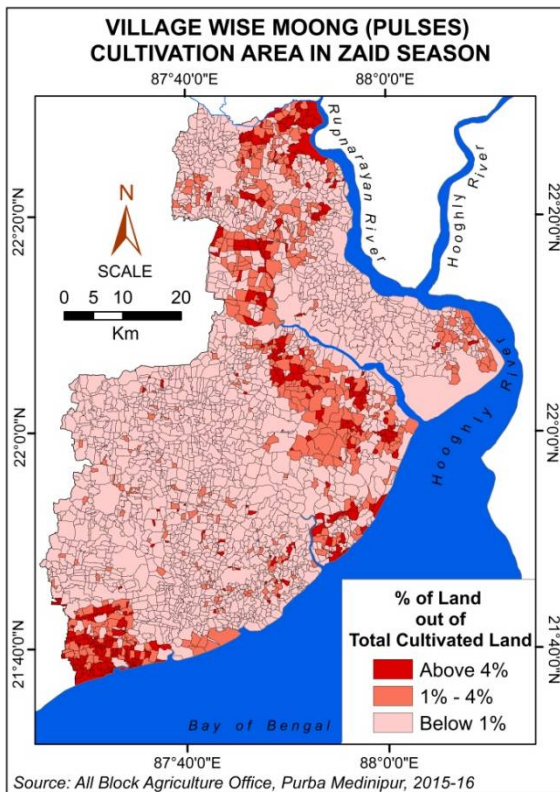 VILLAGE WISE MOONG (PULSES)
CULTIVATION AREA IN ZAID SEASON
87°40'0"E
88°0'0"E
Rupnarayan River
Hooghly River
22°20'0"N
22°20'0"N
N
SCALE
0 5 10 20
Km
Hooghly River
22°0'0"N
22°0'0"N
% of Land
out of
Total Cultivated Land
Above 4%
1% - 4%
Below 1%
21°40'0"N
21°40'0"N
Bay of Bengal
87°40'0"E
88°0'0"E
Source: All Block Agriculture Office, Purba Medinipur, 2015-16